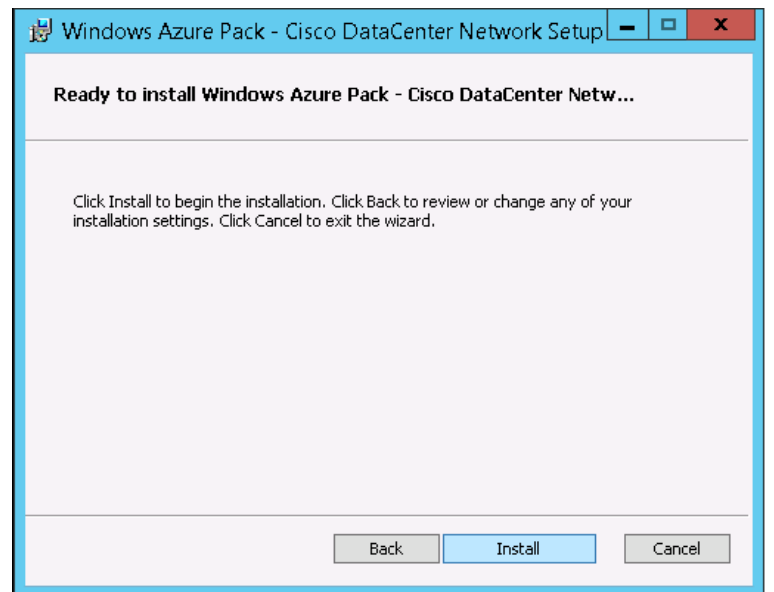 Windows Azure Pack - Cisco DataCenter Network Setup
Ready to install Windows Azure Pack - Cisco DataCenter Netw...
Click Install to begin the installation. Click Back to review or change any of your
installation settings. Click Cancel to exit the wizard.
Back Install Cancel